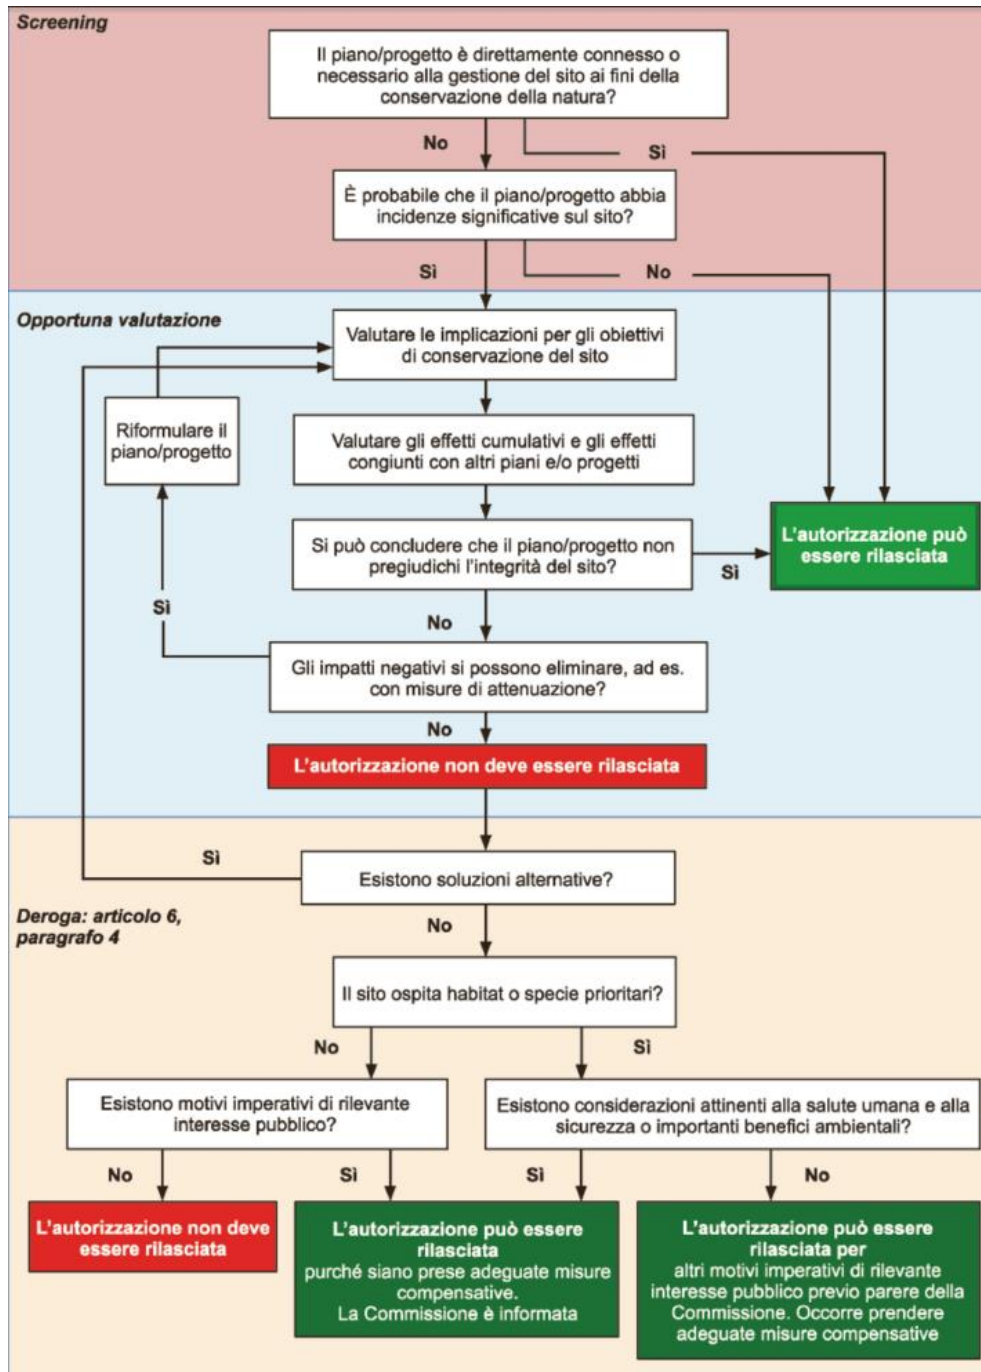 Screening
Il piano/progetto è direttamente connesso o
necessario alla gestione del sito ai fini della
conservazione della natura?
No
Sì
È probabile che il piano/progetto abbia
incidenze significative sul sito?
Sì
No
Opportuna valutazione
Valutare le implicazioni per gli obiettivi
di conservazione del sito
Riformulare il
piano/progetto
Valutare gli effetti cumulativi e gli effetti
congiunti con altri piani e/o progetti
L'autorizzazione può
essere rilasciata
Si può concludere che il piano/progetto non
pregiudichi l'integrità del sito?
Sì
Sì
No
Gli impatti negativi si possono eliminare, ad es.
con misure di attenuazione?
No
L'autorizzazione non deve essere rilasciata
Sì
Esistono soluzioni alternative?
Deroga: articolo 6,
paragrafo 4
No
Il sito ospita habitat o specie prioritari?
No
Sì
Esistono motivi imperativi di rilevante
interesse pubblico?
Esistono considerazioni attinenti alla salute umana e alla
sicurezza o importanti benefici ambientali?
No
Sì
Sì
No
L'autorizzazione non deve
essere rilasciata
L'autorizzazione può essere
rilasciata
purché siano prese adeguate misure
compensative.
La Commissione è informata
L'autorizzazione può essere
rilasciata per
altri motivi imperativi di rilevante
interesse pubblico previo parere della
Commissione. Occorre prendere
adeguate misure compensative